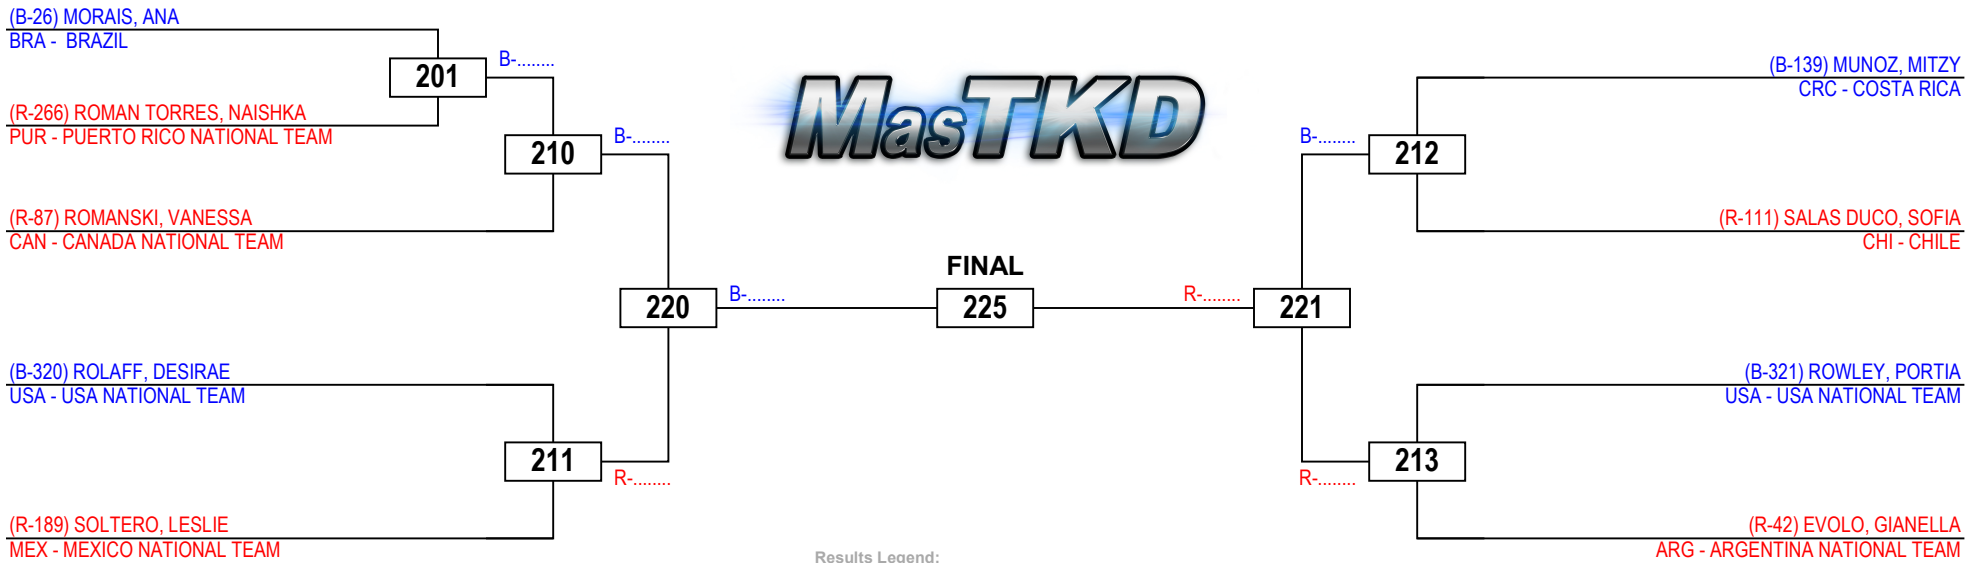 (B-26) MORAIS, ANA
BRA - BRAZIL
201
B-........
(R-266) ROMAN TORRES, NAISHKA
PUR - PUERTO RICO NATIONAL TEAM
210
B-........
(R-87) ROMANSKI, VANESSA
CAN - CANADA NATIONAL TEAM
220
B-........
(B-320) ROLAFF, DESIRAE
USA - USA NATIONAL TEAM
211
R-........
(R-189) SOLTERO, LESLIE
MEX - MEXICO NATIONAL TEAM
MasTKD
FINAL
225
Results Legend:
(B-139) MUNOZ, MITZY
CRC - COSTA RICA
B-........
212
(R-111) SALAS DUCO, SOFIA
CHI - CHILE
R-........
221
(B-321) ROWLEY, PORTIA
USA - USA NATIONAL TEAM
213
R-........
(R-42) EVOLO, GIANELLA
ARG - ARGENTINA NATIONAL TEAM